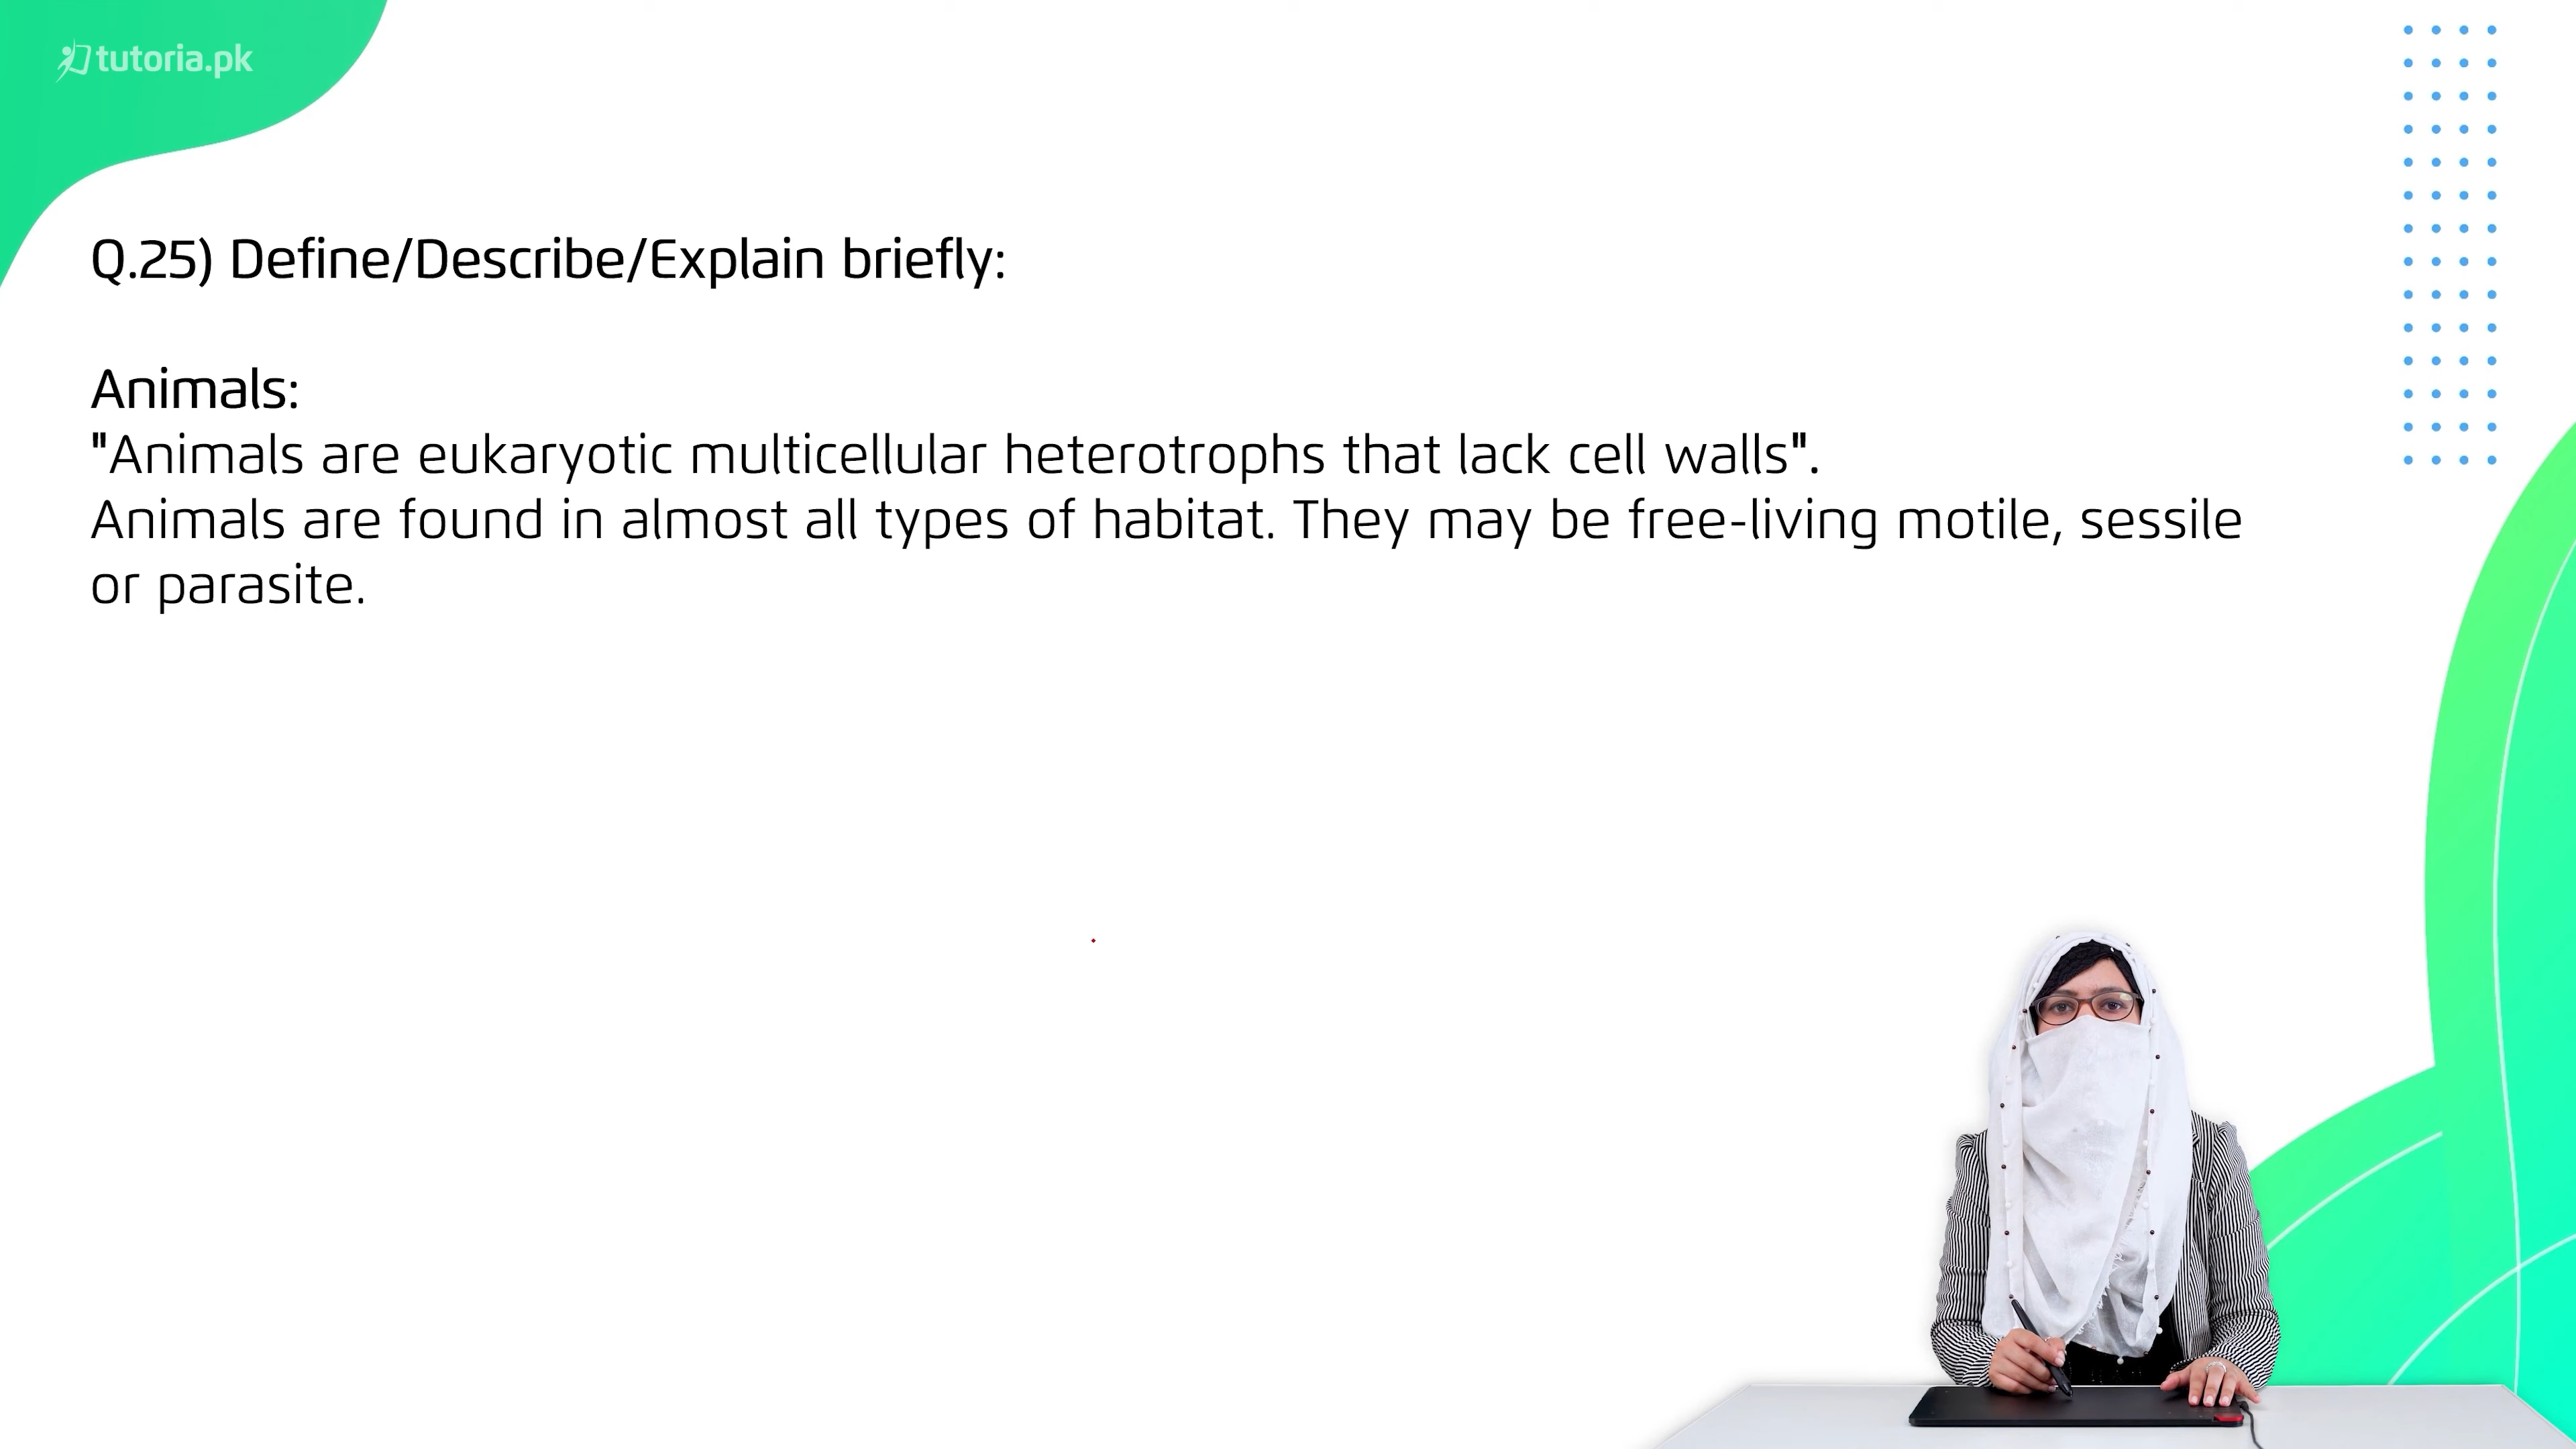 tutoria.pk
Q.25) Define/Describe/Explain briefly:
Animals:
"Animals are eukaryotic multicellular heterotrophs that lack cell walls".
Animals are found in almost all types of habitat. They may be free-living motile, sessile
or parasite.